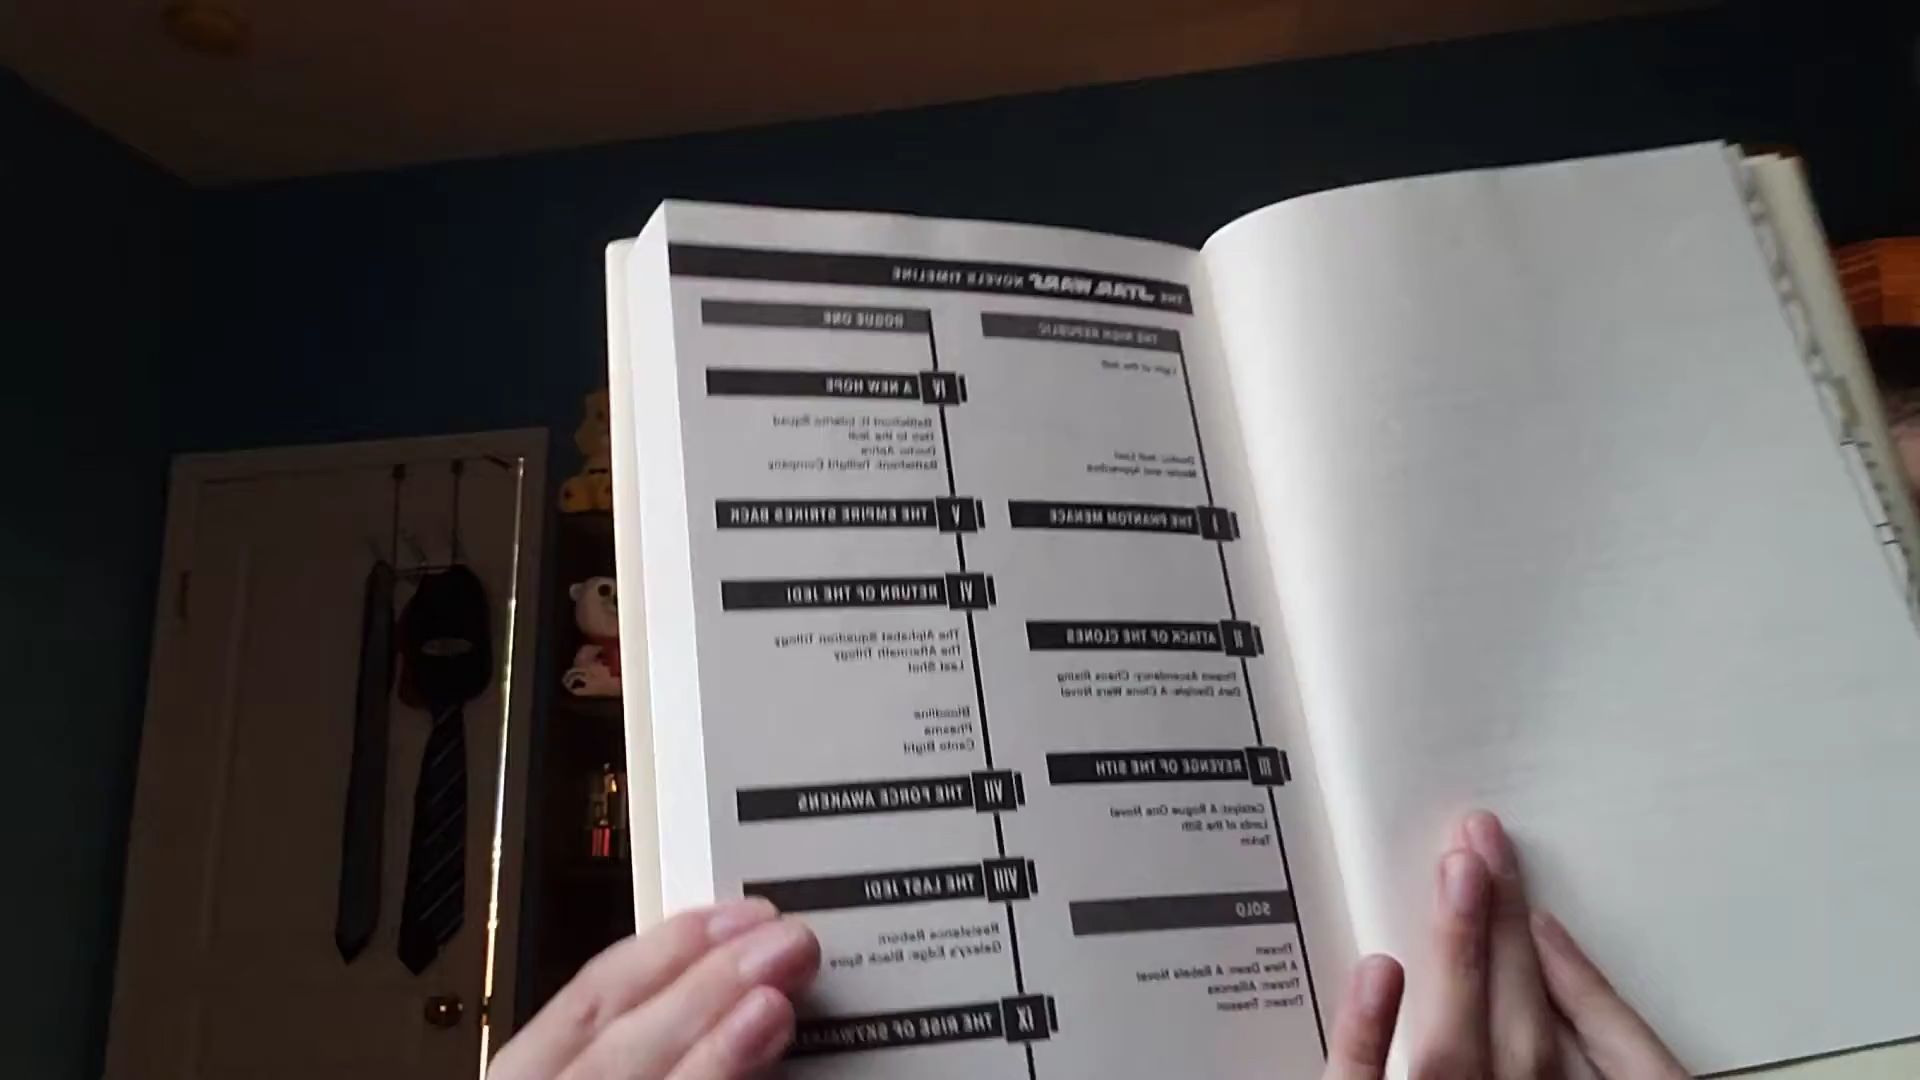 THE STAR WARS NOVELS TIMELINE
THE HIGH REPUBLIC
Light of the Jedi
Dooku: Jedi Lost
Master and Apprentice
I THE PHANTOM MENACE
II ATTACK OF THE CLONES
Thrawn Ascendancy: Chaos Rising
Dark Disciple: A Clone Wars Novel
III REVENGE OF THE SITH
Catalyst: A Rogue One Novel
Lords of the Sith
Tarkin
SOLO
Thrawn
A New Dawn: A Rebels Novel
Thrawn: Alliances
Thrawn: Treason
ROGUE ONE
IV A NEW HOPE
Battlefront II: Inferno Squad
Heir to the Jedi
Doctor Aphra
Battlefront: Twilight Company
V THE EMPIRE STRIKES BACK
VI RETURN OF THE JEDI
The Alphabet Squadron Trilogy
The Aftermath Trilogy
Last Shot
Bloodline
Phasma
Canto Bight
VII THE FORCE AWAKENS
VIII THE LAST JEDI
Resistance Reborn
Galaxy's Edge: Black Spire
IX THE RISE OF SKYWALKER